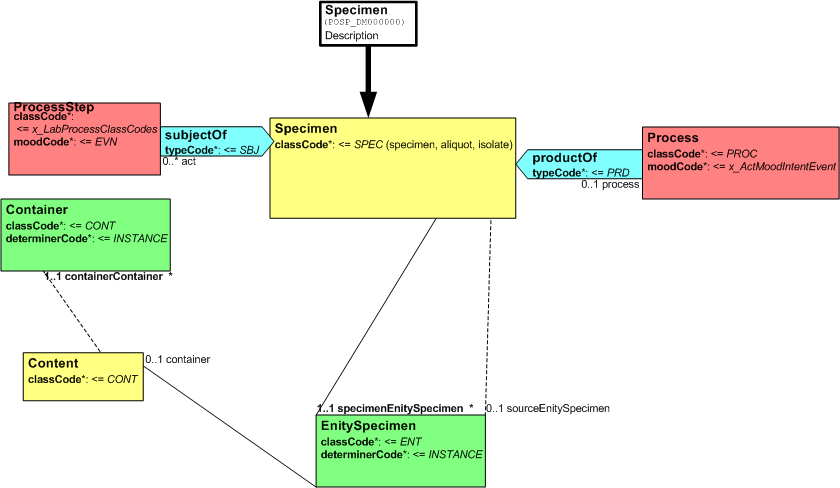 Specimen
(POSP_DM000000)
Description
ProcessStep
classCode*:
<= x_LabProcessClassCodes
moodCode*: <= EVN
subjectOf
typeCode*: <= SBJ
0..* act
Specimen
classCode*: <= SPEC (specimen, aliquot, isolate)
productOf
typeCode*: <= PRD
0..1 process
Process
classCode*: <= PROC
moodCode*: <= x_ActMoodIntentEvent
Container
classCode*: <= CONT
determinerCode*: <= INSTANCE
1..1 containerContainer *
Content
classCode*: <= CONT
0..1 container
1..1 specimenEnitySpecimen *
0..1 sourceEnitySpecimen
EnitySpecimen
classCode*: <= ENT
determinerCode*: <= INSTANCE